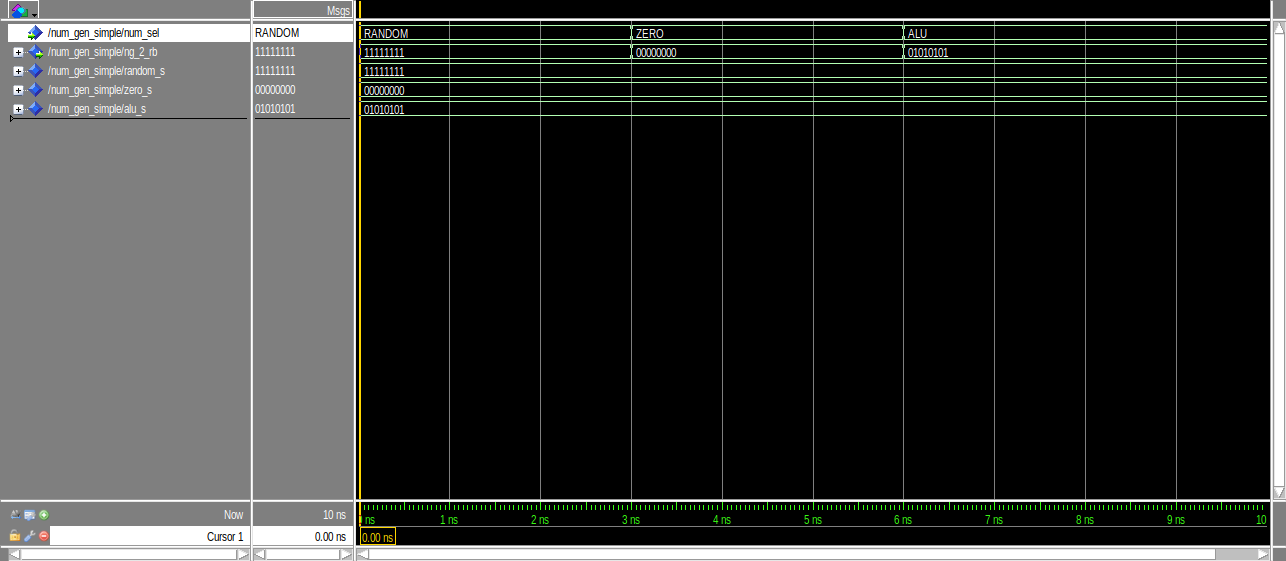 Msgs
/num_gen_simple/num_sel RANDOM RANDOM ZERO ALU
/num_gen_simple/ng_2_rb 11111111 11111111 00000000 01010101
/num_gen_simple/random_s 11111111 11111111
/num_gen_simple/zero_s 00000000 00000000
/num_gen_simple/alu_s 01010101 01010101
Now 10 ns ns 1 ns 2 ns 3 ns 4 ns 5 ns 6 ns 7 ns 8 ns 9 ns 10
Cursor 1 0.00 ns 0.00 ns